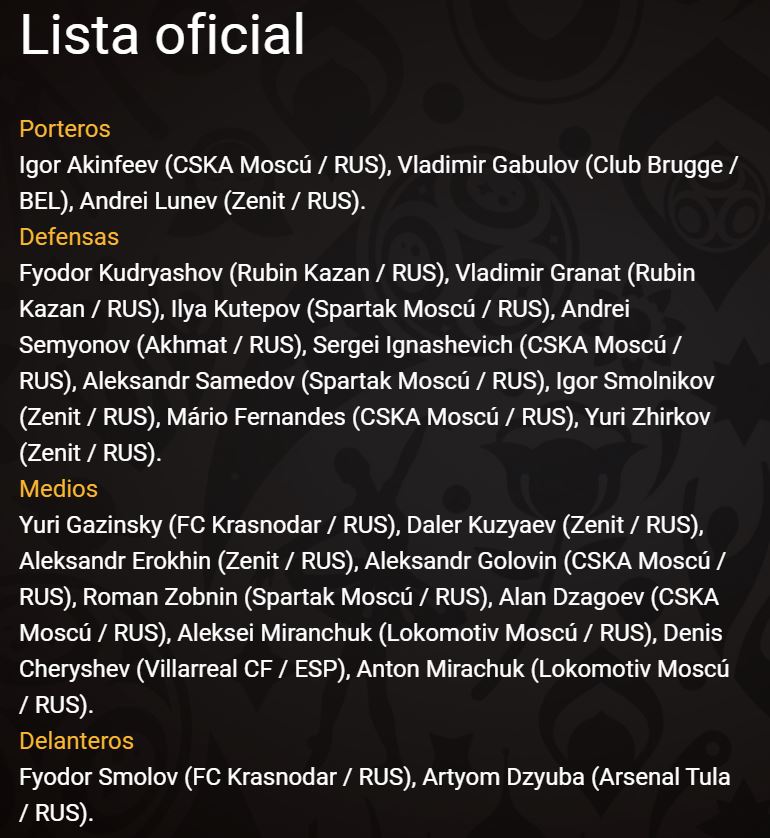 Lista oficial
Porteros
Igor Akinfeev (CSKA Moscú / RUS), Vladimir Gabulov (Club Brugge /
BEL), Andrei Lunev (Zenit / RUS).
Defensas
Fyodor Kudryashov (Rubin Kazan / RUS), Vladimir Granat (Rubin
Kazan / RUS), Ilya Kutepov (Spartak Moscú / RUS), Andrei
Semyonov (Akhmat / RUS), Sergei Ignashevich (CSKA Moscú /
RUS), Aleksandr Samedov (Spartak Moscú / RUS), Igor Smolnikov
(Zenit / RUS), Mário Fernandes (CSKA Moscú / RUS), Yuri Zhirkov
(Zenit / RUS).
Medios
Yuri Gazinsky (FC Krasnodar / RUS), Daler Kuzyaev (Zenit / RUS),
Aleksandr Erokhin (Zenit / RUS), Aleksandr Golovin (CSKA Moscú /
RUS), Roman Zobnin (Spartak Moscú / RUS), Alan Dzagoev (CSKA
Moscú / RUS), Aleksei Miranchuk (Lokomotiv Moscú / RUS), Denis
Cheryshev (Villarreal CF / ESP), Anton Mirachuk (Lokomotiv Moscú
/ RUS).
Delanteros
Fyodor Smolov (FC Krasnodar / RUS), Artyom Dzyuba (Arsenal Tula
/ RUS).